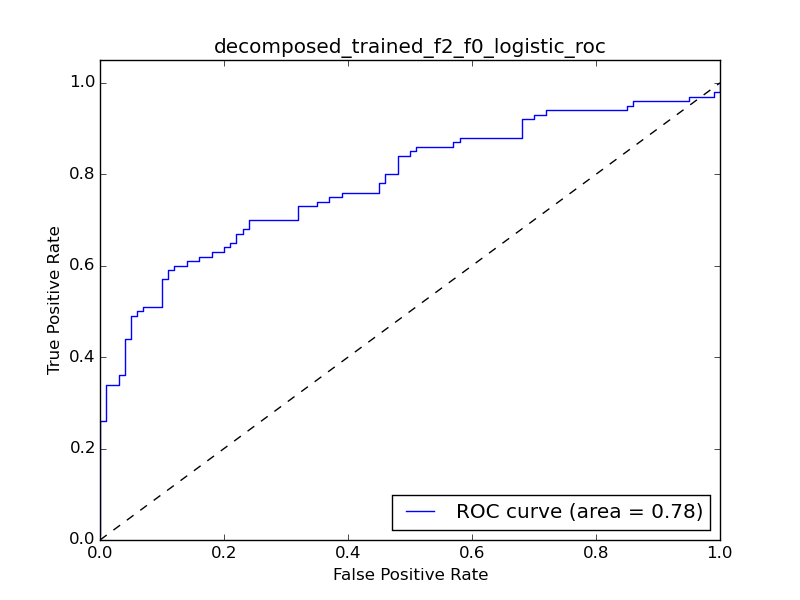 decomposed_trained_f2_f0_logistic_roc
1.0
0.8
0.6
0.4
0.2
0.0
True Positive Rate
ROC curve (area = 0.78)
0.0 0.2 0.4 0.6 0.8 1.0
False Positive Rate